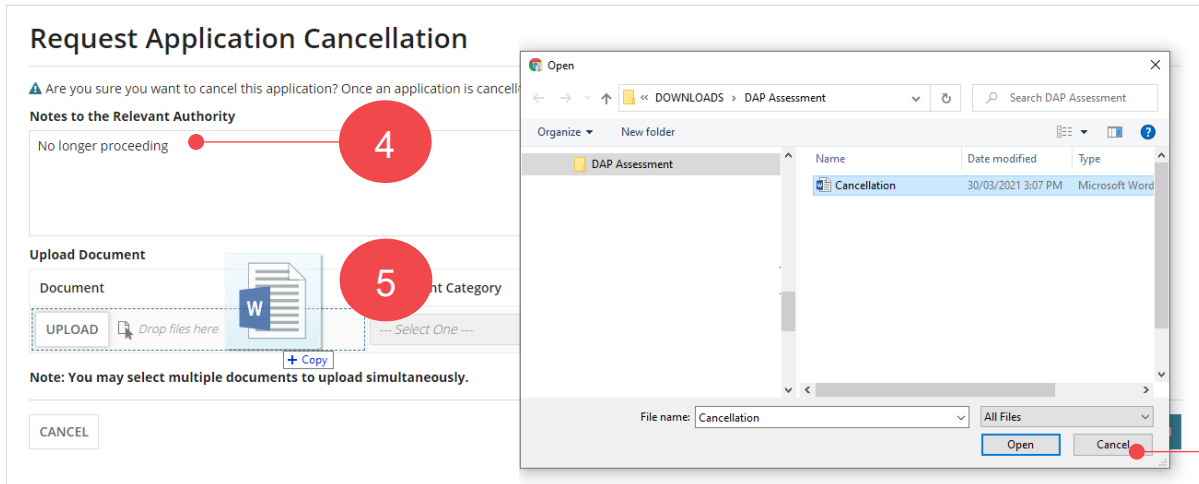 Request Application Cancellation
Are you sure you want to cancel this application? Once an application is
Notes to the Relevant Authority
No longer proceeding
4
Upload Document
5
Document
Category
UPLOAD
Drop files here
--- Select One ---
W
+ Copy
Note: You may select multiple documents to upload simultaneously.
CANCEL
Open
« DOWNLOADS › DAP Assessment
Search DAP Assessment
Organize
New folder
DAP Assessment
Name
Date modified
Type
Cancellation
30/03/2021 3:07 PM
Microsoft Word
File name:
Cancellation
All Files
Open
Cancel